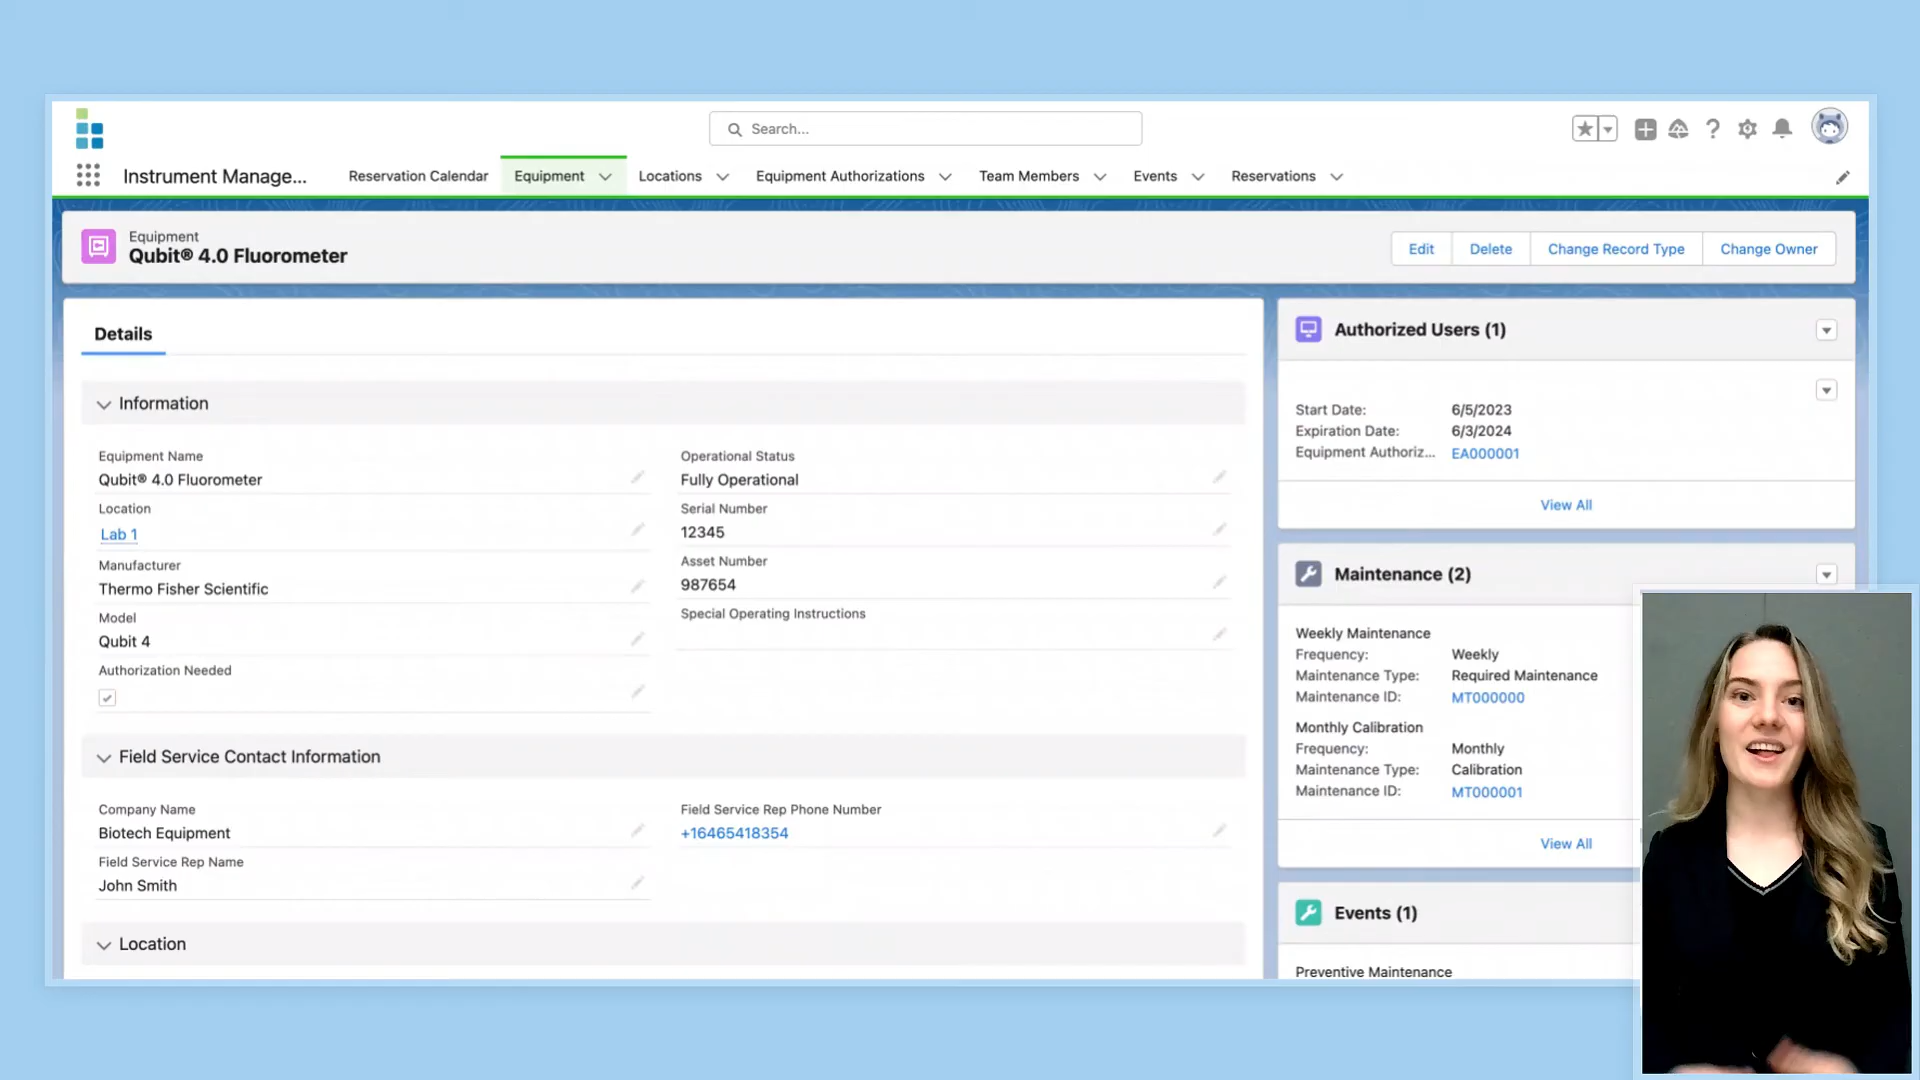 Search...
Instrument Manage...
Reservation Calendar
Equipment
Locations
Equipment Authorizations
Team Members
Events
Reservations
Equipment
Qubit® 4.0 Fluorometer
Edit
Delete
Change Record Type
Change Owner
Details
Information
Equipment Name
Qubit® 4.0 Fluorometer
Location
Lab 1
Manufacturer
Thermo Fisher Scientific
Model
Qubit 4
Authorization Needed
Operational Status
Fully Operational
Serial Number
12345
Asset Number
987654
Special Operating Instructions
Field Service Contact Information
Company Name
Biotech Equipment
Field Service Rep Name
John Smith
Field Service Rep Phone Number
+16465418354
Location
Authorized Users (1)
Start Date: 6/5/2023
Expiration Date: 6/3/2024
Equipment Authoriz... EA000001
View All
Maintenance (2)
Weekly Maintenance
Frequency: Weekly
Maintenance Type: Required Maintenance
Maintenance ID: MT000000
Monthly Calibration
Frequency: Monthly
Maintenance Type: Calibration
Maintenance ID: MT000001
View All
Events (1)
Preventive Maintenance